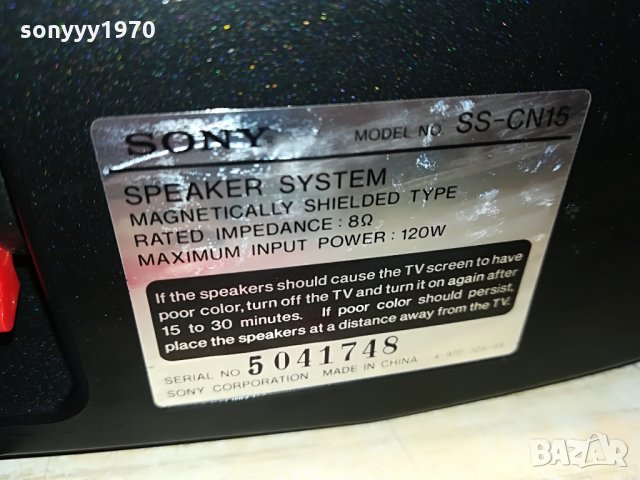 sonyyy1970
SONY MODEL NO. SS-CN15
SPEAKER SYSTEM
MAGNETICALLY SHIELDED TYPE
RATED IMPEDANCE : 8Ω
MAXIMUM INPUT POWER : 120W
If the speakers should cause the TV screen to have
poor color, turn off the TV and turn it on again after
15 to 30 minutes. If poor color should persist,
place the speakers at a distance away from the TV.
SERIAL NO. 5041748
SONY CORPORATION MADE IN CHINA
BAZAR